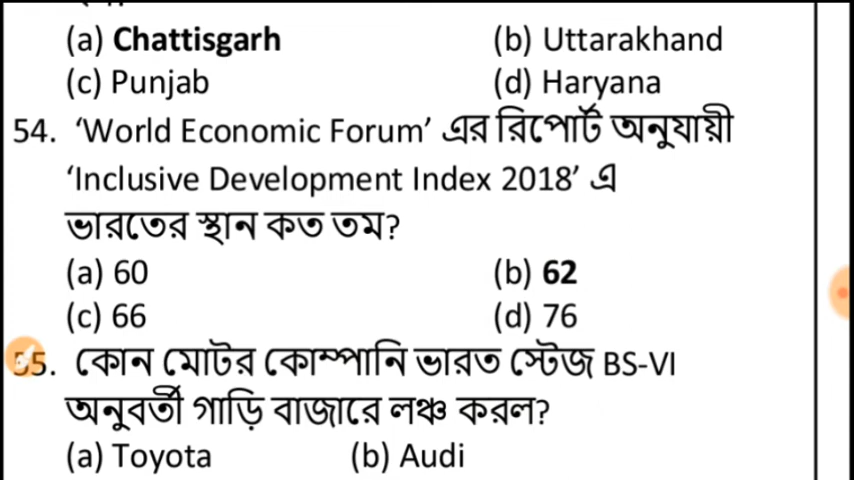 (a) Chattisgarh (b) Uttarakhand
(c) Punjab (d) Haryana
54. ‘World Economic Forum’ এর রিপোর্ট অনুযায়ী
‘Inclusive Development Index 2018’ এ
ভারতের স্থান কত তম?
(a) 60 (b) 62
(c) 66 (d) 76
55. কোন মোটর কোম্পানি ভারত স্টেজ BS-VI
অনুবর্তী গাড়ি বাজারে লঞ্চ করল?
(a) Toyota (b) Audi